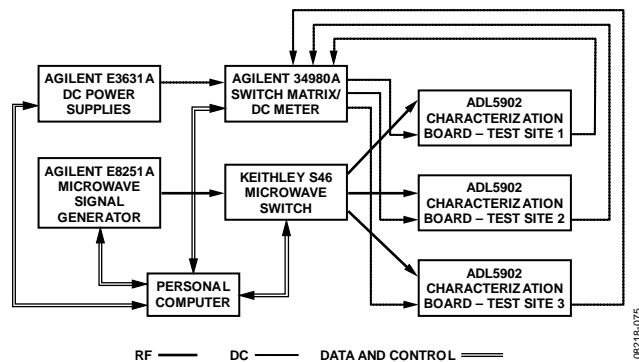 AGILENT E3631A
DC POWER
SUPPLIES
AGILENT 34980A
SWITCH MATRIX/
DC METER
ADL5902
CHARACTERIZATION
BOARD – TEST SITE 1
AGILENT E8251A
MICROWAVE
SIGNAL
GENERATOR
KEITHLEY S46
MICROWAVE
SWITCH
ADL5902
CHARACTERIZATION
BOARD – TEST SITE 2
PERSONAL
COMPUTER
ADL5902
CHARACTERIZATION
BOARD – TEST SITE 3
RF DC DATA AND CONTROL
08218-075